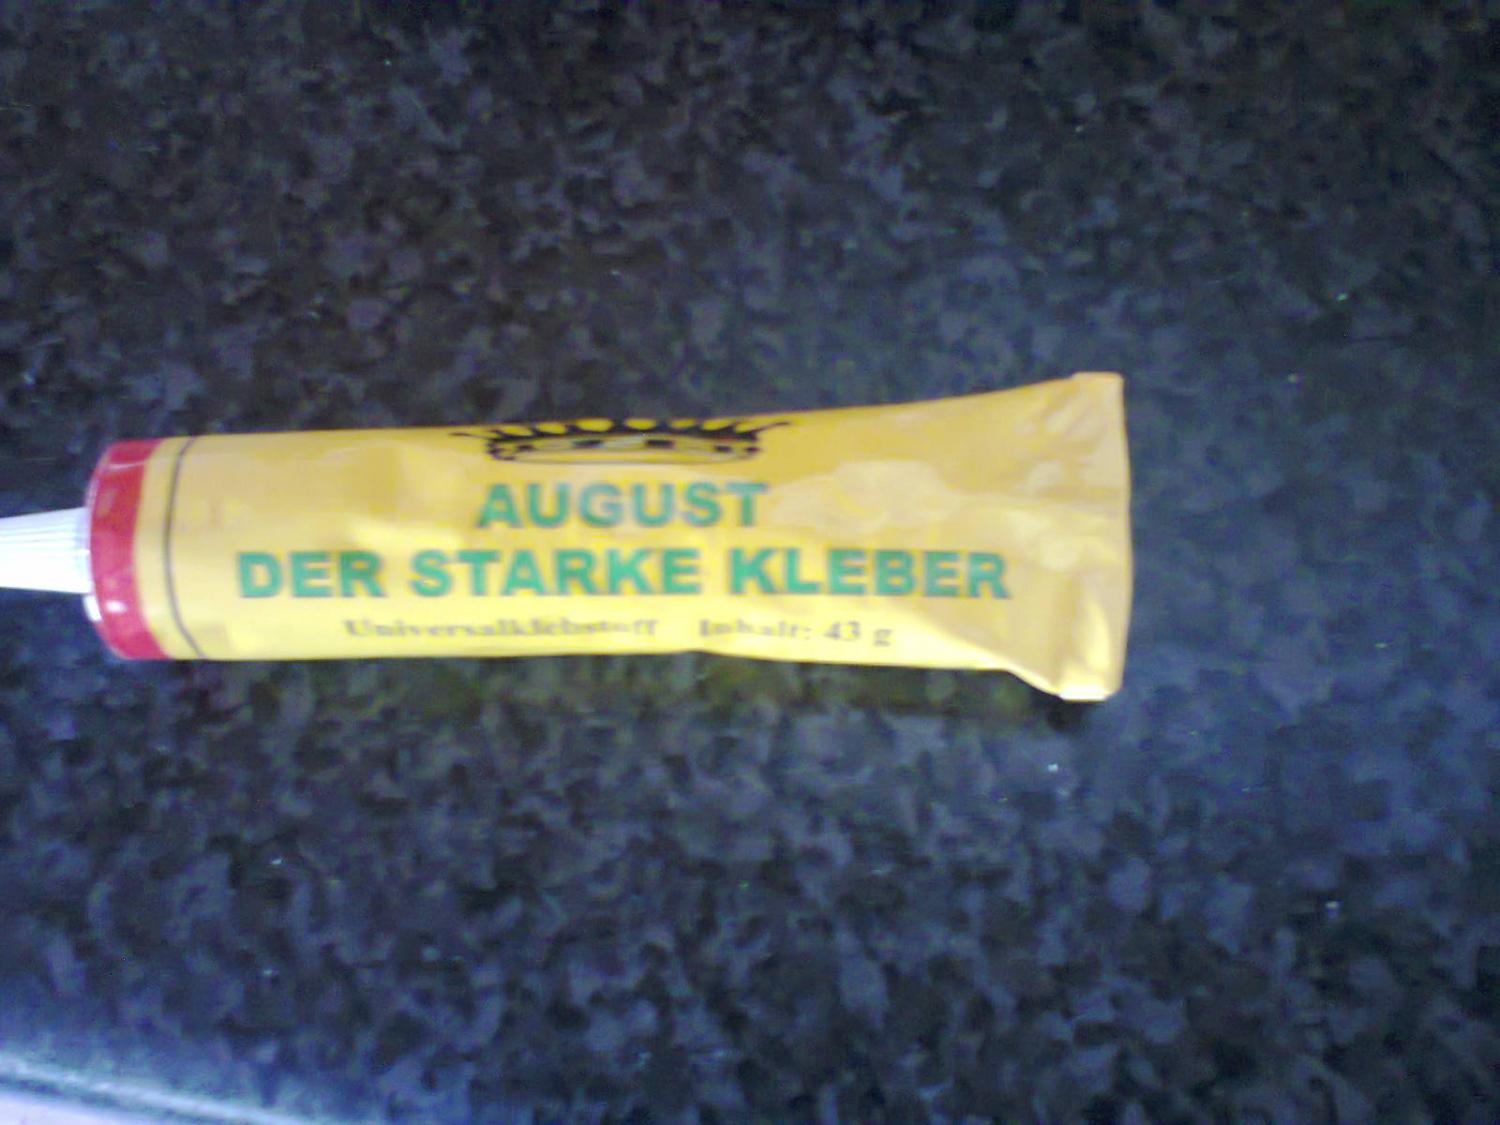 AUGUST
DER STARKE KLEBER
Universalklebstoff Inhalt: 43 g